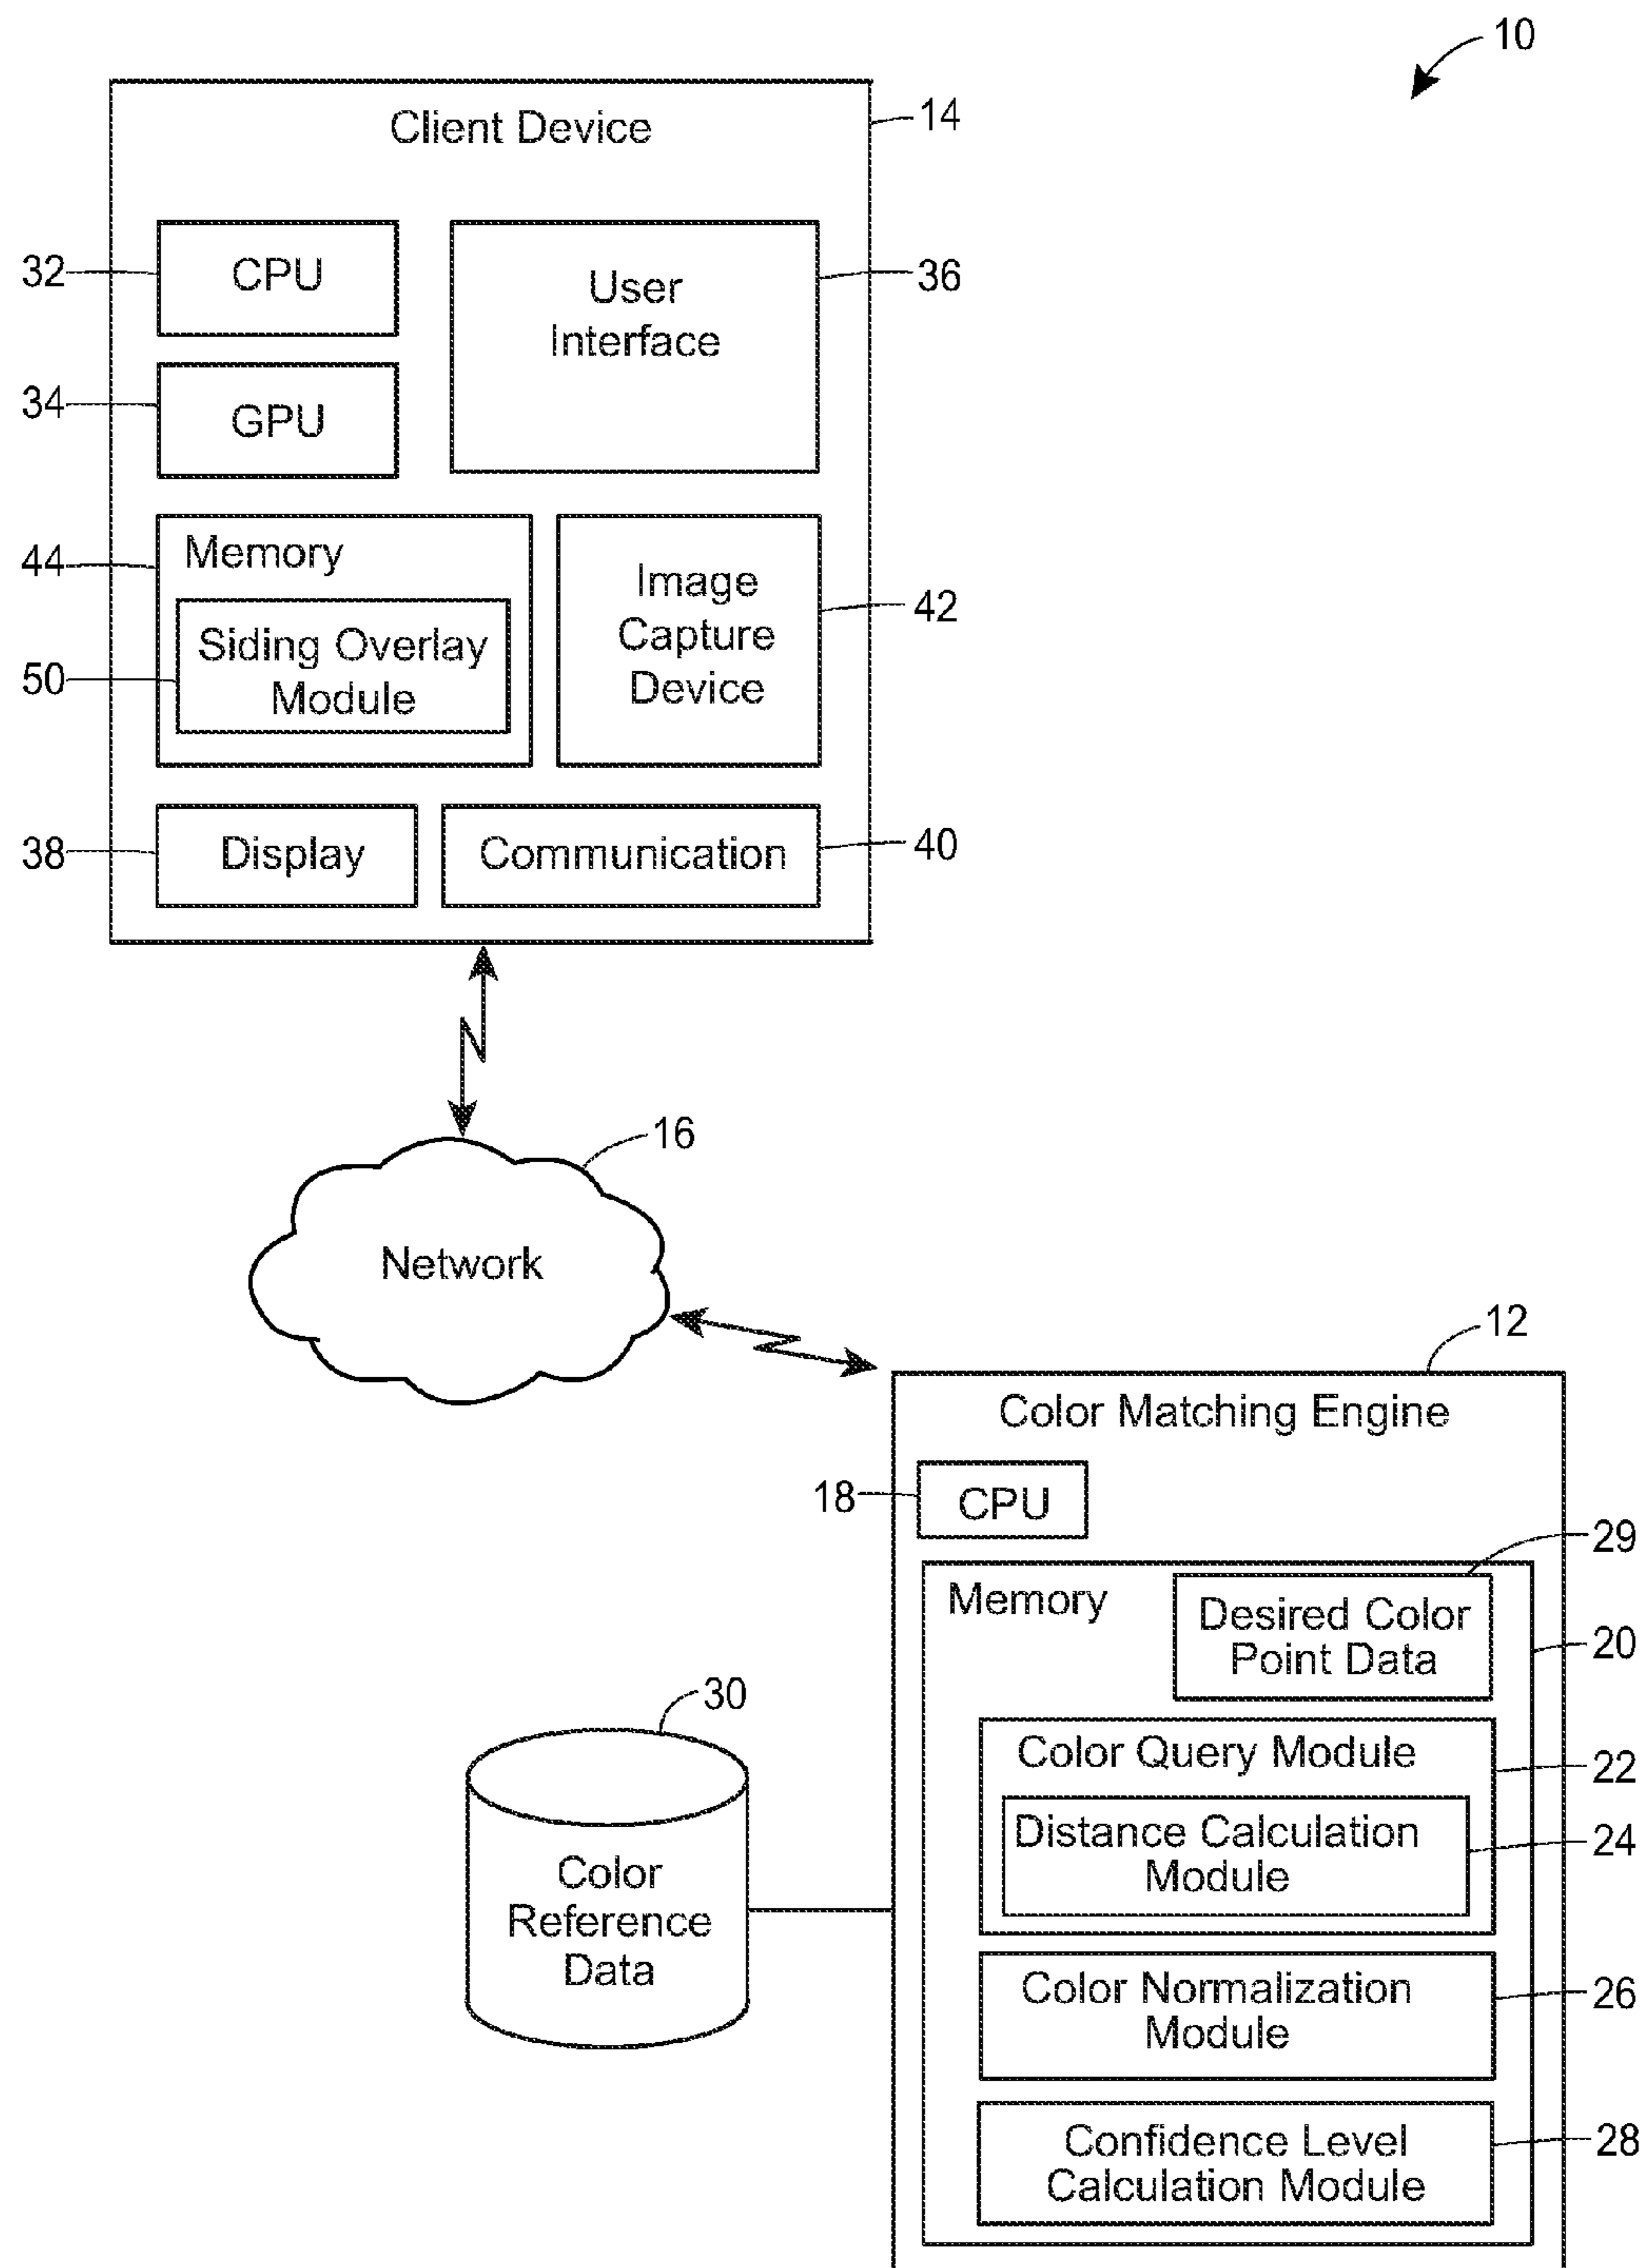 10
Client Device
14
32
CPU
User
Interface
36
34
GPU
44
Memory
Siding Overlay
Module
50
Image
Capture
Device
42
38
Display
Communication
40
16
Network
12
Color Matching Engine
18
CPU
29
Memory
Desired Color
Point Data
20
30
Color Query Module
22
Distance Calculation
Module
24
Color
Reference
Data
Color Normalization
Module
26
Confidence Level
Calculation Module
28